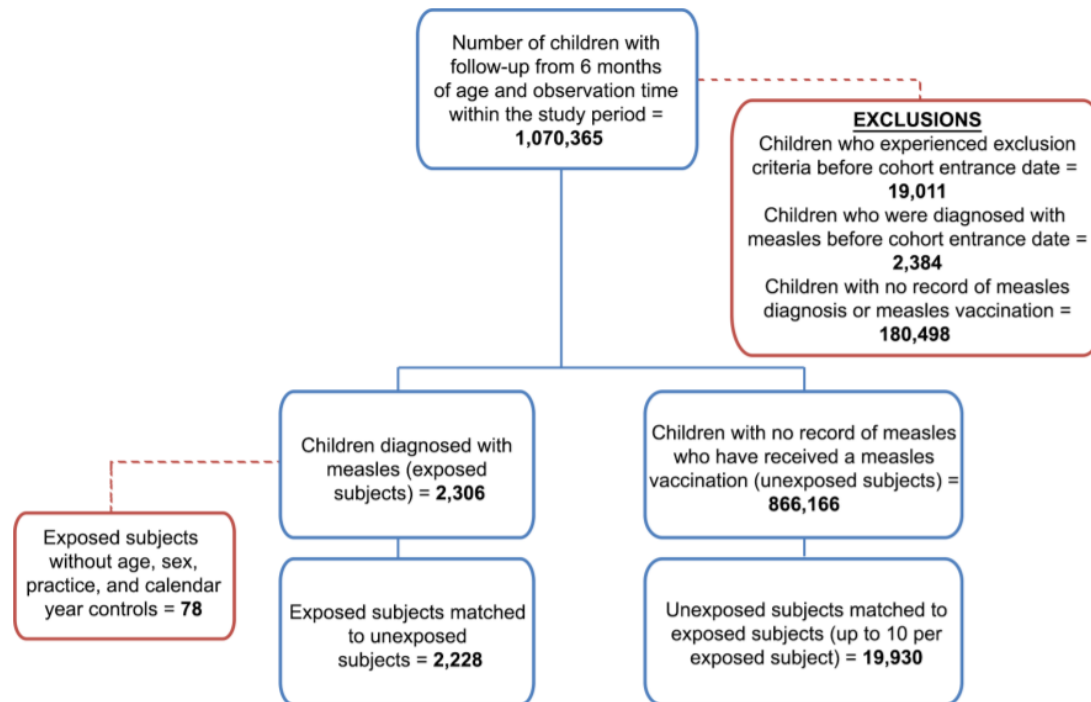 Number of children with
follow-up from 6 months
of age and observation time
within the study period =
1,070,365
EXCLUSIONS
Children who experienced exclusion
criteria before cohort entrance date =
19,011
Children who were diagnosed with
measles before cohort entrance date =
2,384
Children with no record of measles
diagnosis or measles vaccination =
180,498
Children diagnosed with
measles (exposed
subjects) = 2,306
Children with no record of measles
who have received a measles
vaccination (unexposed subjects) =
866,166
Exposed subjects
without age, sex,
practice, and calendar
year controls = 78
Exposed subjects matched
to unexposed
subjects = 2,228
Unexposed subjects matched to
exposed subjects (up to 10 per
exposed subject) = 19,930